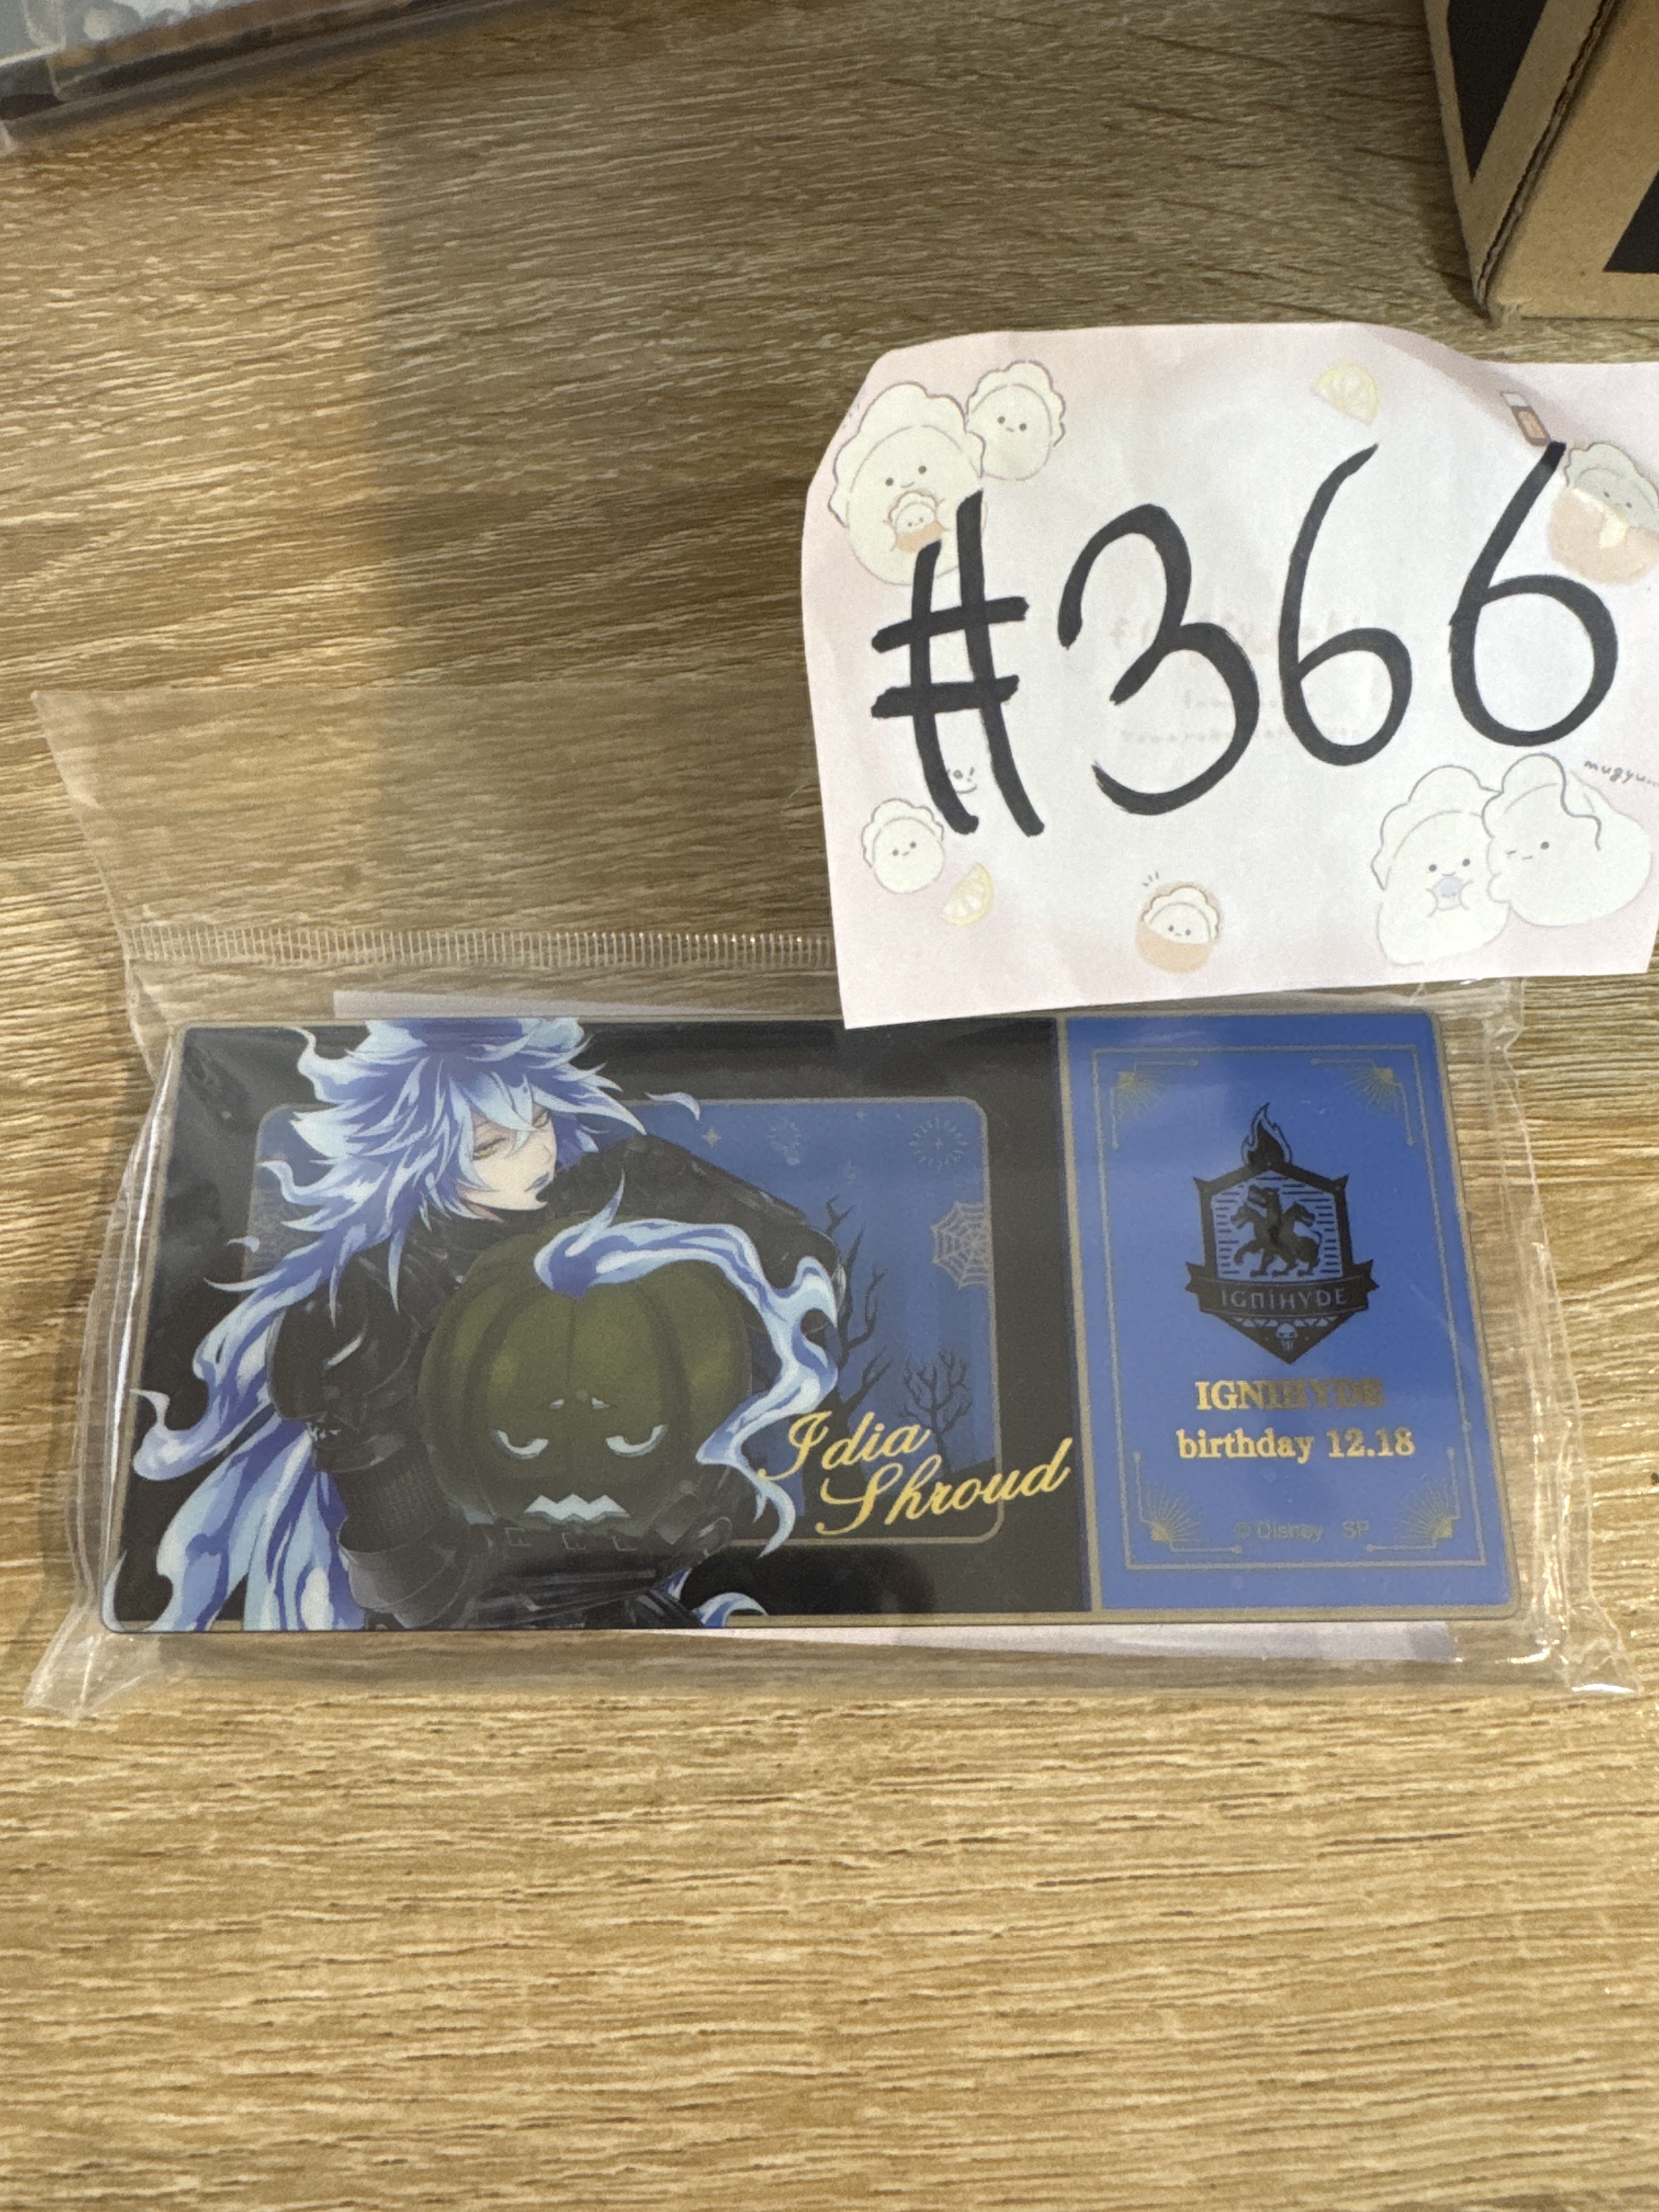 #366
mugyu...
Idia
Shroud
IGNIHYDE
IGNIHYDE
birthday 12.18
© Disney SP